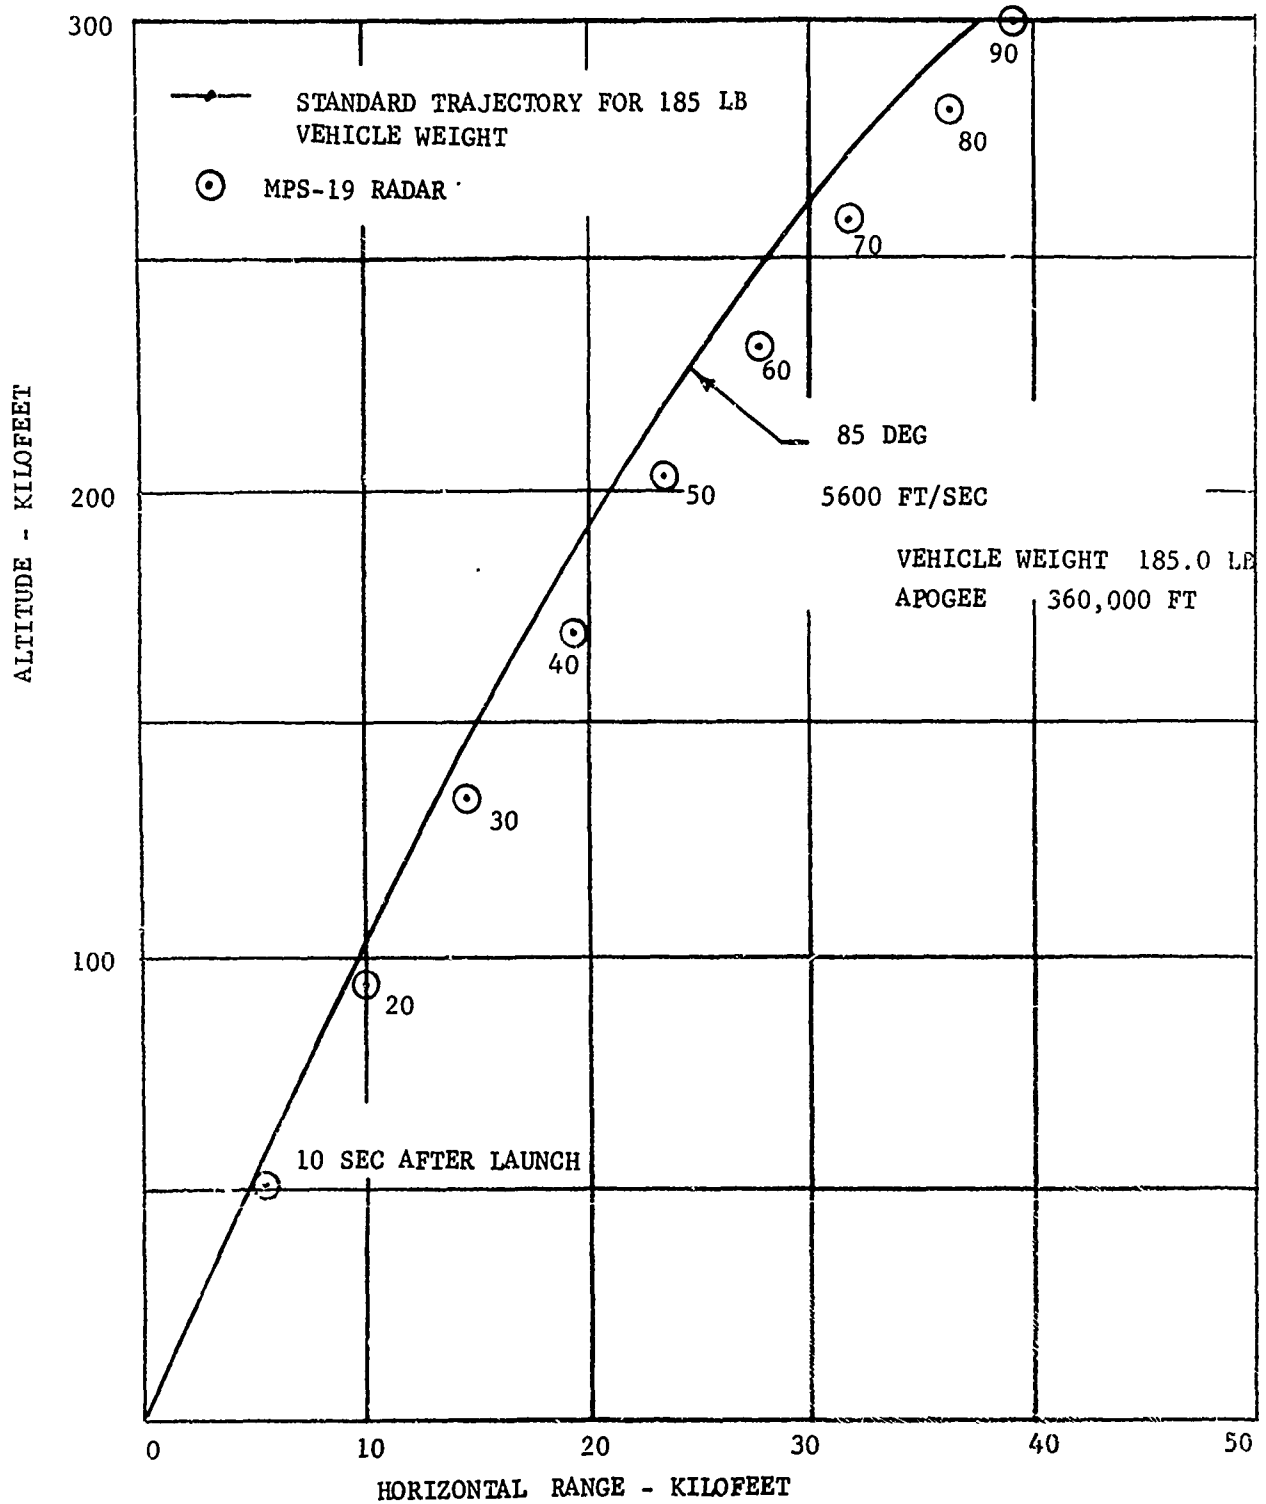 300
90
STANDARD TRAJECTORY FOR 185 LB
VEHICLE WEIGHT
80
MPS-19 RADAR
70
60
85 DEG
ALTITUDE - KILOFEET
200
50
5600 FT/SEC
VEHICLE WEIGHT 185.0 LB
APOGEE 360,000 FT
40
30
100
20
10 SEC AFTER LAUNCH
0
10
20
30
40
50
HORIZONTAL RANGE - KILOFEET